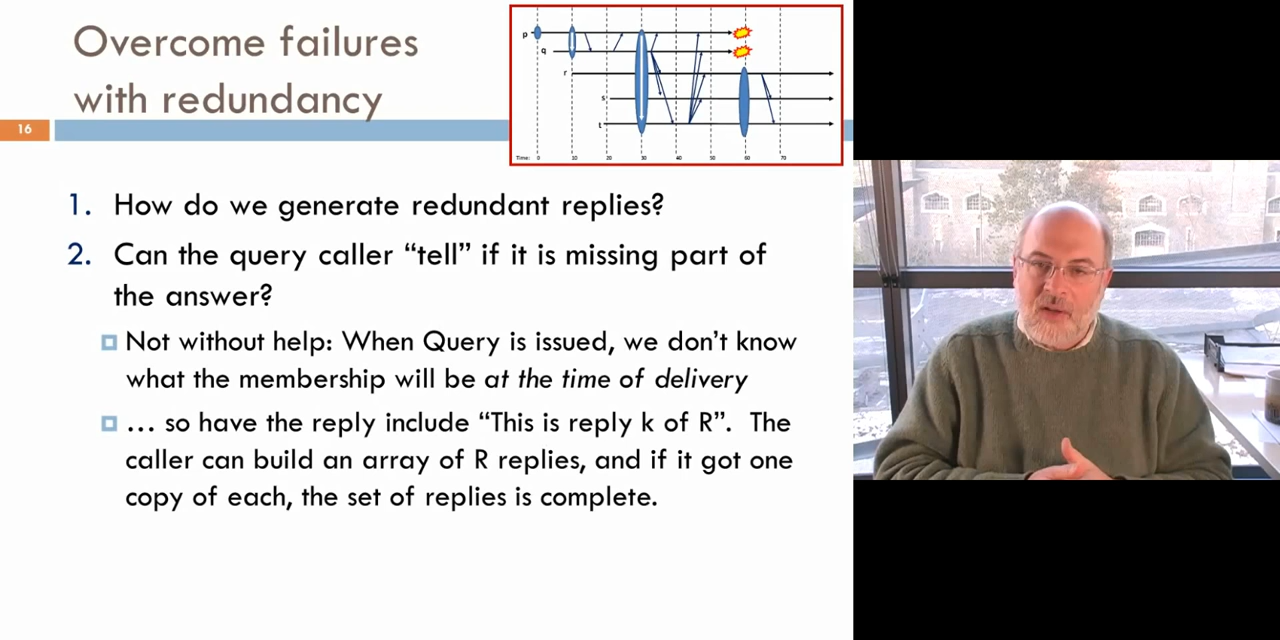 Overcome failures
with redundancy
16
p
q
r
s
t
Time: 0 10 20 30 40 50 60 70
1. How do we generate redundant replies?
2. Can the query caller “tell” if it is missing part of
the answer?
Not without help: When Query is issued, we don’t know
what the membership will be at the time of delivery
… so have the reply include “This is reply k of R”. The
caller can build an array of R replies, and if it got one
copy of each, the set of replies is complete.